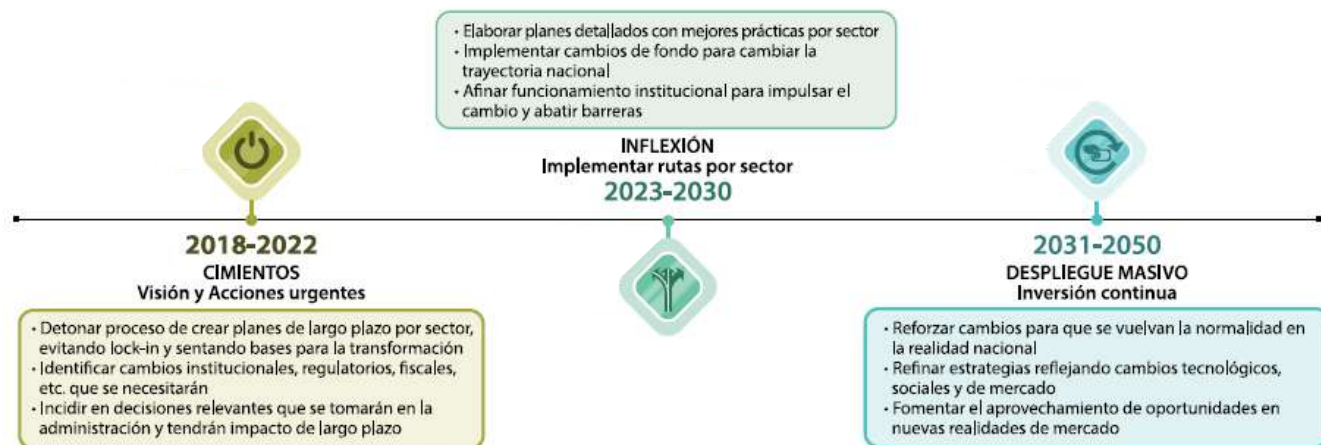 • Elaborar planes detallados con mejores prácticas por sector
• Implementar cambios de fondo para cambiar la
trayectoria nacional
• Afinar funcionamiento institucional para impulsar el
cambio y abatir barreras
INFLEXIÓN
Implementar rutas por sector
2023-2030
2018-2022
CIMIENTOS
Visión y Acciones urgentes
• Detonar proceso de crear planes de largo plazo por sector,
evitando lock-in y sentando bases para la transformación
• Identificar cambios institucionales, regulatorios, fiscales,
etc. que se necesitarán
• Incidir en decisiones relevantes que se tomarán en la
administración y tendrán impacto de largo plazo
2031-2050
DESPLIEGUE MASIVO
Inversión continua
• Reforzar cambios para que se vuelvan la normalidad en
la realidad nacional
• Refinar estrategias reflejando cambios tecnológicos,
sociales y de mercado
• Fomentar el aprovechamiento de oportunidades en
nuevas realidades de mercado